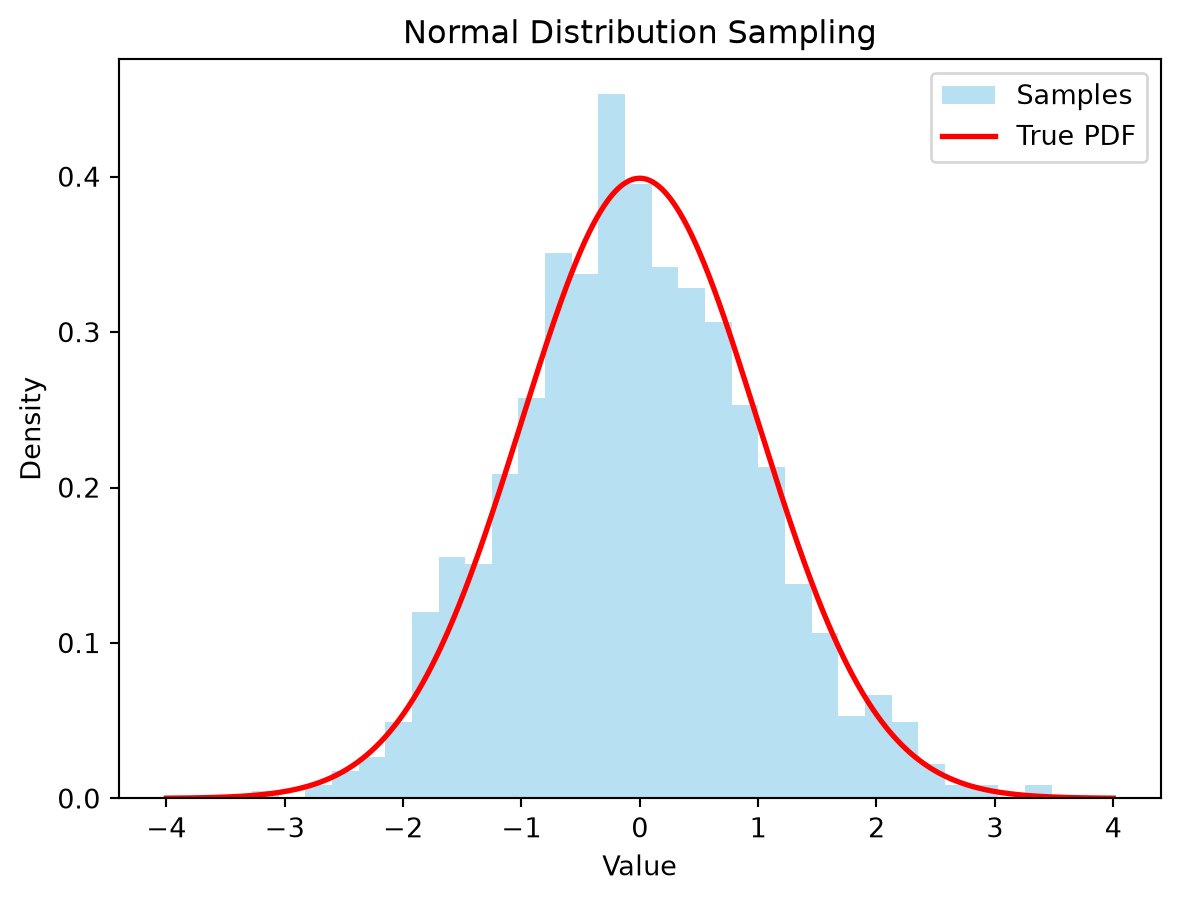 Normal Distribution Sampling
Samples
True PDF
Density
0.4
0.3
0.2
0.1
0.0
−4 −3 −2 −1 0 1 2 3 4
Value